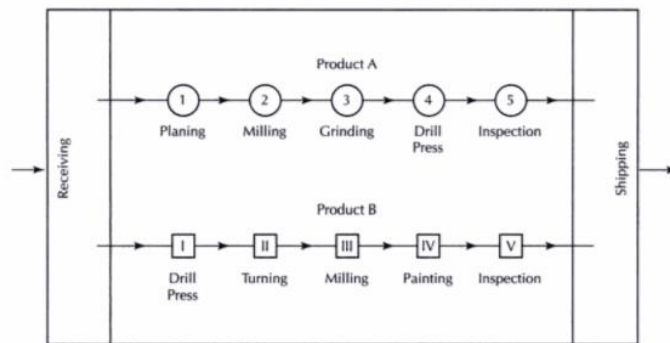 Product A
1 2 3 4 5
Planing Milling Grinding Drill Press Inspection
Receiving
Shipping
Product B
I II III IV V
Drill Press Turning Milling Painting Inspection